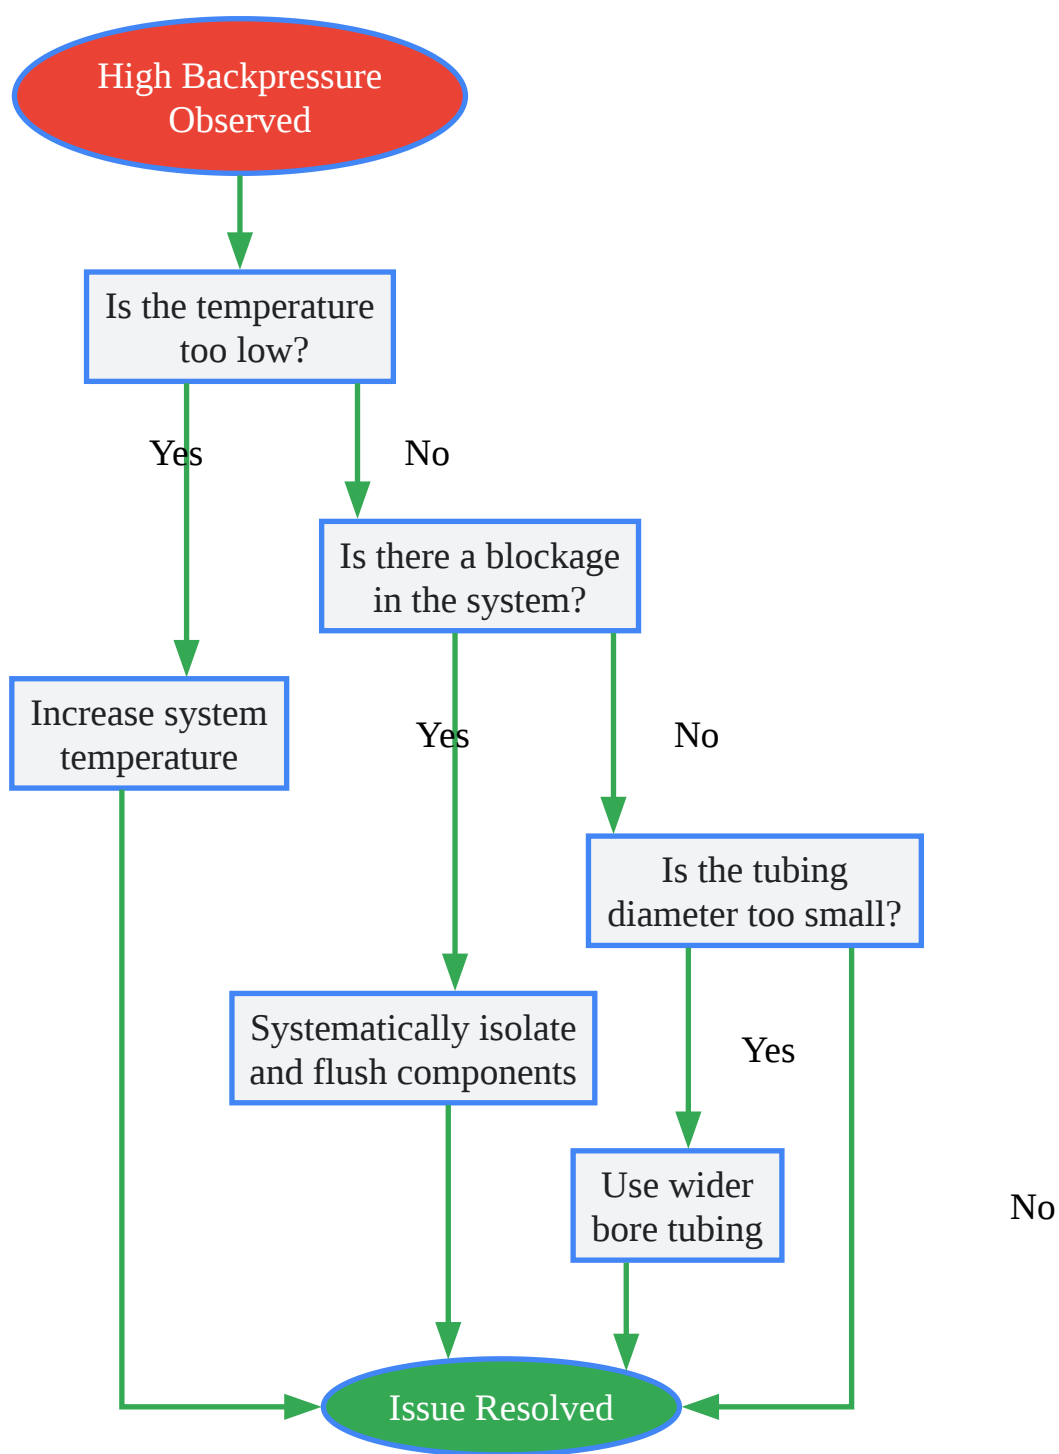 High Backpressure
Observed
Is the temperature
too low?
Yes
No
Is there a blockage
in the system?
Increase system
temperature
Yes
No
Is the tubing
diameter too small?
Systematically isolate
and flush components
Yes
Use wider
bore tubing
No
Issue Resolved